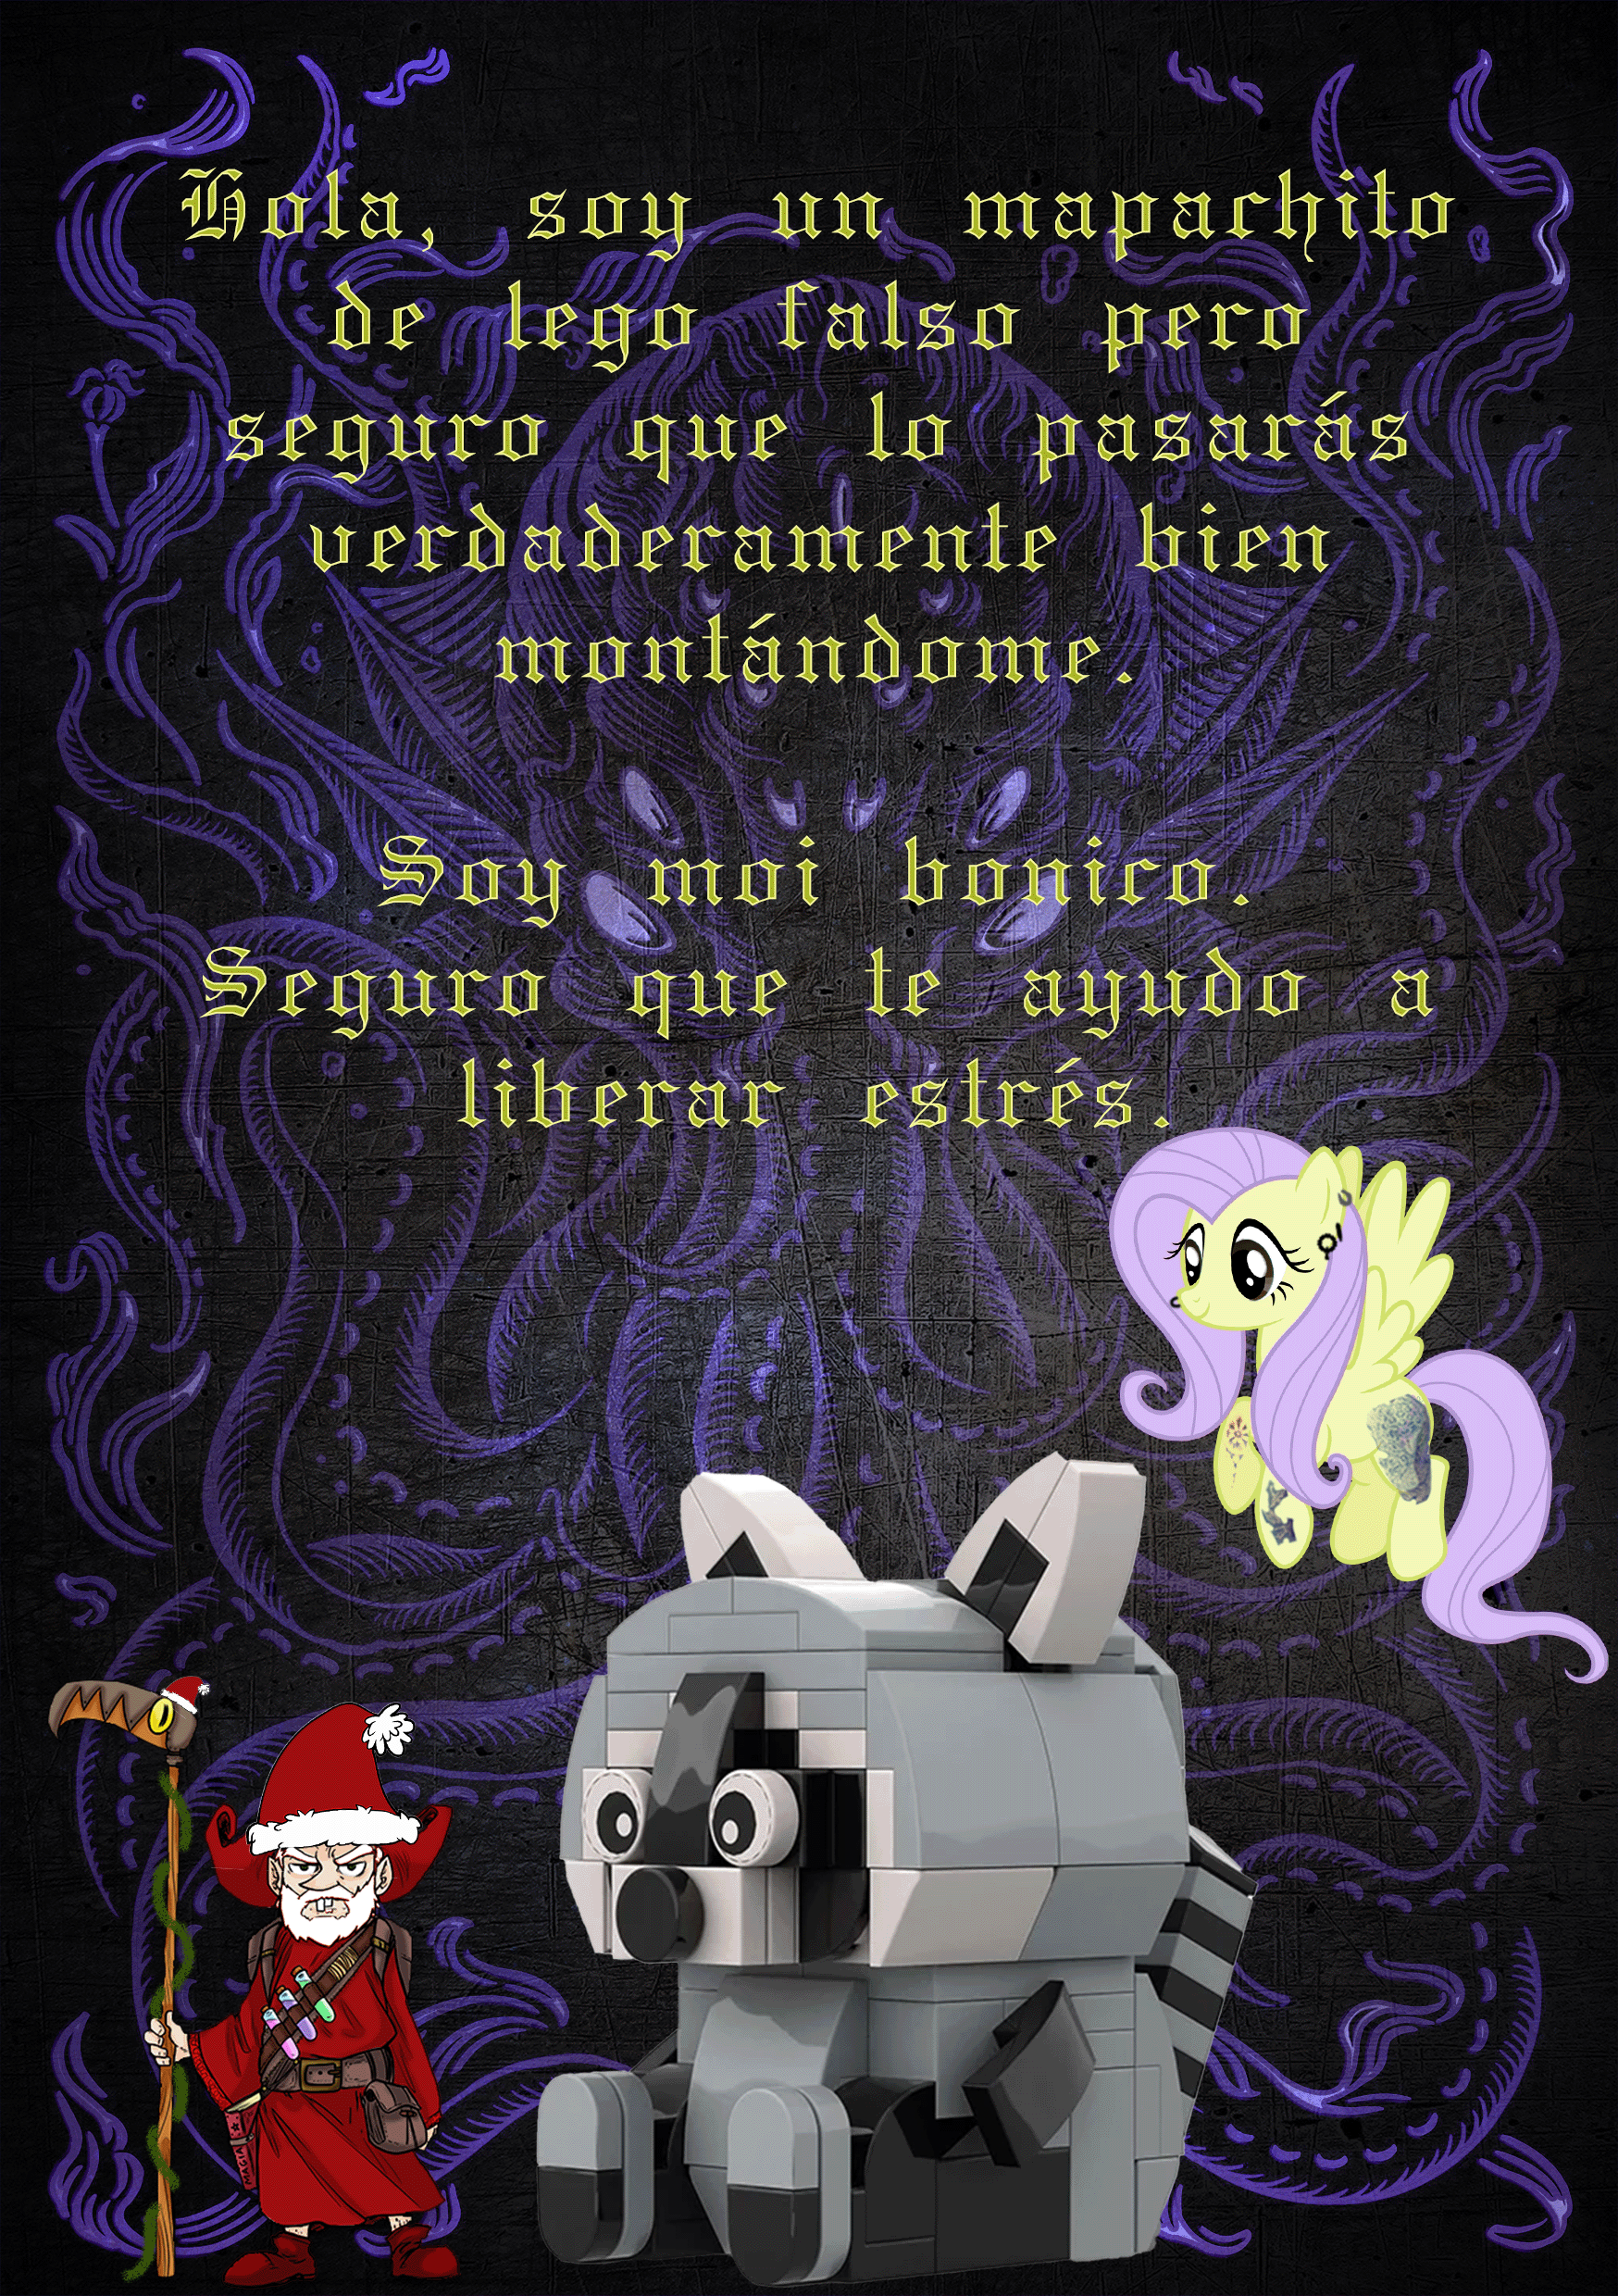 Hola, soy un mapachito
de lego falso pero
seguro que lo pasarás
verdaderamente bien
montándome.
Soy moi bonico.
Seguro que te ayudo a
liberar estrés.
MAGIA